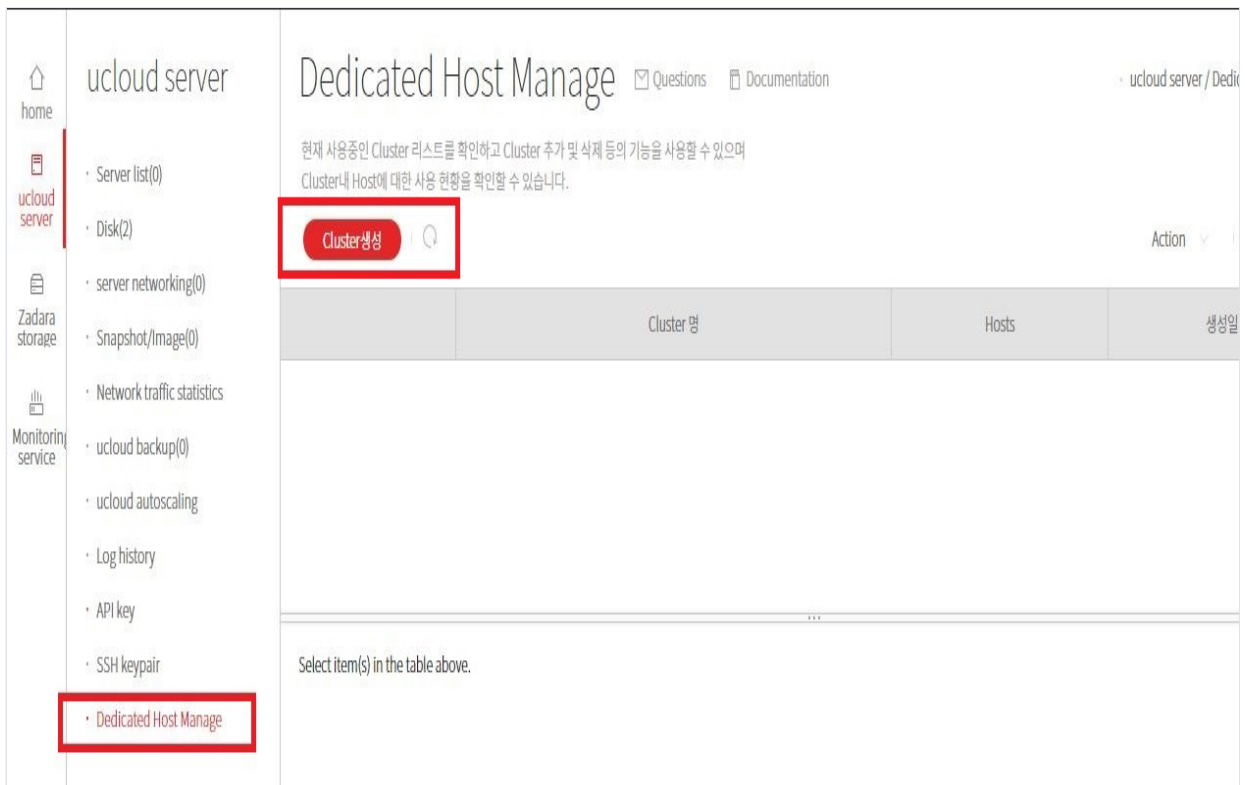 home
ucloud
server
Zadara
storage
Monitoring
service
ucloud server
· Server list(0)
· Disk(2)
· server networking(0)
· Snapshot/Image(0)
· Network traffic statistics
· ucloud backup(0)
· ucloud autoscaling
· Log history
· API key
· SSH keypair
· Dedicated Host Manage
Dedicated Host Manage Questions Documentation
ucloud server / Dedic
현재 사용중인 Cluster 리스트를 확인하고 Cluster 추가 및 삭제 등의 기능을 사용할 수 있으며
Cluster내 Host에 대한 사용 현황을 확인할 수 있습니다.
Cluster생성
Action
Cluster 명 Hosts 생성일
Select item(s) in the table above.